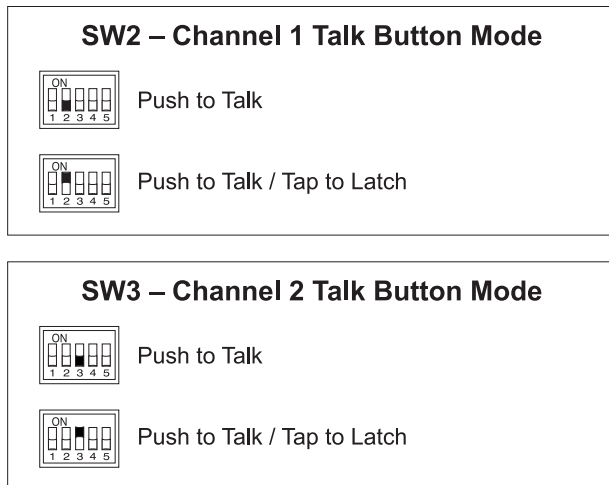 SW2 – Channel 1 Talk Button Mode
ON
1 2 3 4 5
Push to Talk
ON
1 2 3 4 5
Push to Talk / Tap to Latch
SW3 – Channel 2 Talk Button Mode
ON
1 2 3 4 5
Push to Talk
ON
1 2 3 4 5
Push to Talk / Tap to Latch